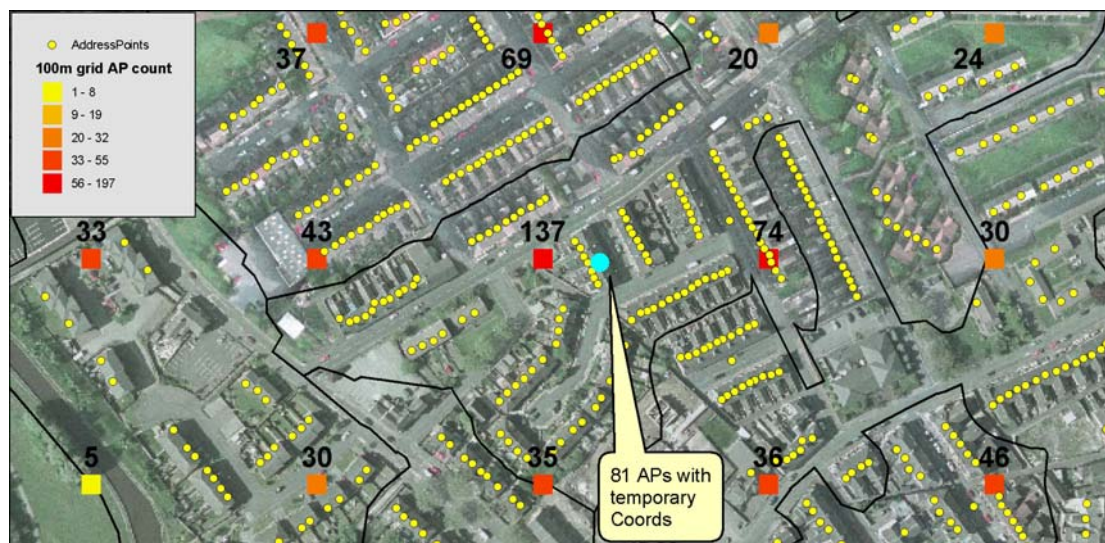 AddressPoints
100m grid AP count
1 - 8
9 - 19
20 - 32
33 - 55
56 - 197
37
69
20
24
33
43
137
74
30
5
30
35
36
46
81 APs with
temporary
Coords